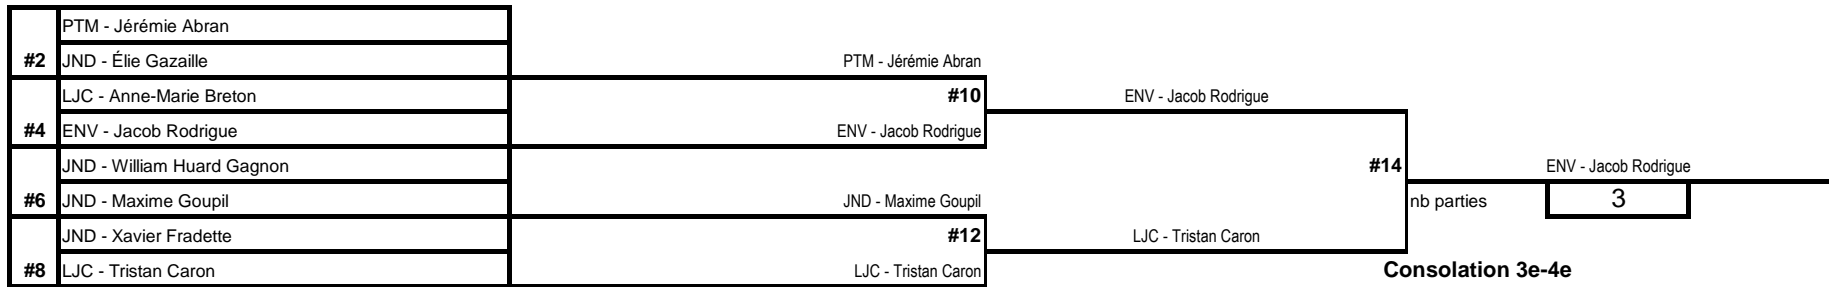 PTM - Jérémie Abran
#2 JND - Élie Gazaille PTM - Jérémie Abran
LJC - Anne-Marie Breton #10 ENV - Jacob Rodrigue
#4 ENV - Jacob Rodrigue ENV - Jacob Rodrigue
JND - William Huard Gagnon #14 ENV - Jacob Rodrigue
#6 JND - Maxime Goupil JND - Maxime Goupil nb parties 3
JND - Xavier Fradette #12 LJC - Tristan Caron
#8 LJC - Tristan Caron LJC - Tristan Caron Consolation 3e-4e